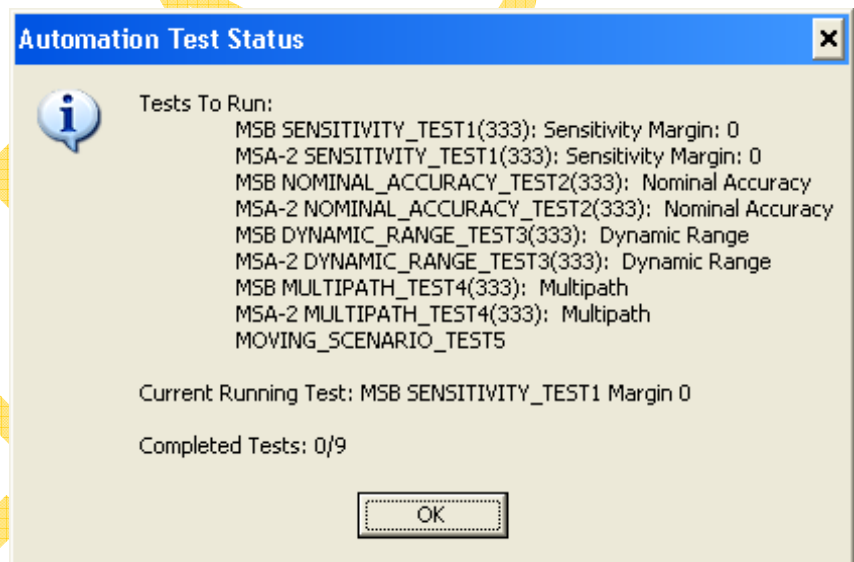 Automation Test Status
Tests To Run:
MSB SENSITIVITY_TEST1(333): Sensitivity Margin: 0
MSA-2 SENSITIVITY_TEST1(333): Sensitivity Margin: 0
MSB NOMINAL_ACCURACY_TEST2(333): Nominal Accuracy
MSA-2 NOMINAL_ACCURACY_TEST2(333): Nominal Accuracy
MSB DYNAMIC_RANGE_TEST3(333): Dynamic Range
MSA-2 DYNAMIC_RANGE_TEST3(333): Dynamic Range
MSB MULTIPATH_TEST4(333): Multipath
MSA-2 MULTIPATH_TEST4(333): Multipath
MOVING_SCENARIO_TEST5
Current Running Test: MSB SENSITIVITY_TEST1 Margin 0
Completed Tests: 0/9
OK